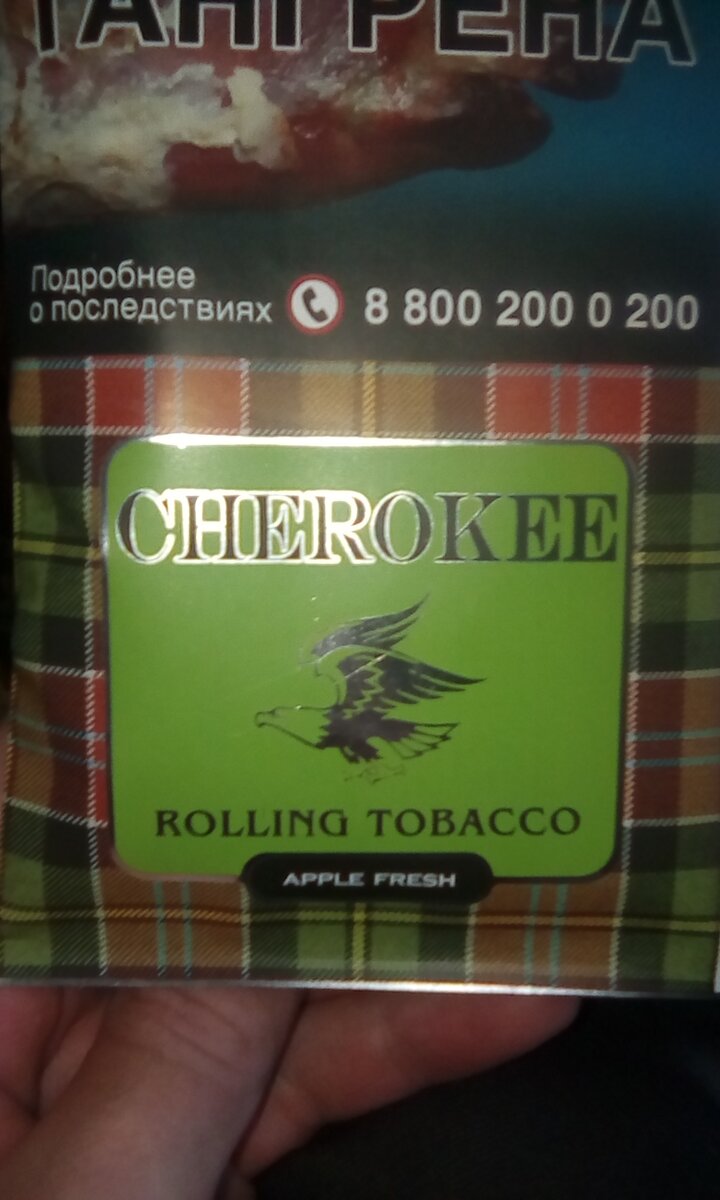 ГАНГРЕНА
Подробнее
о последствиях
8 800 200 0 200
CHEROKEE
ROLLING TOBACCO
APPLE FRESH